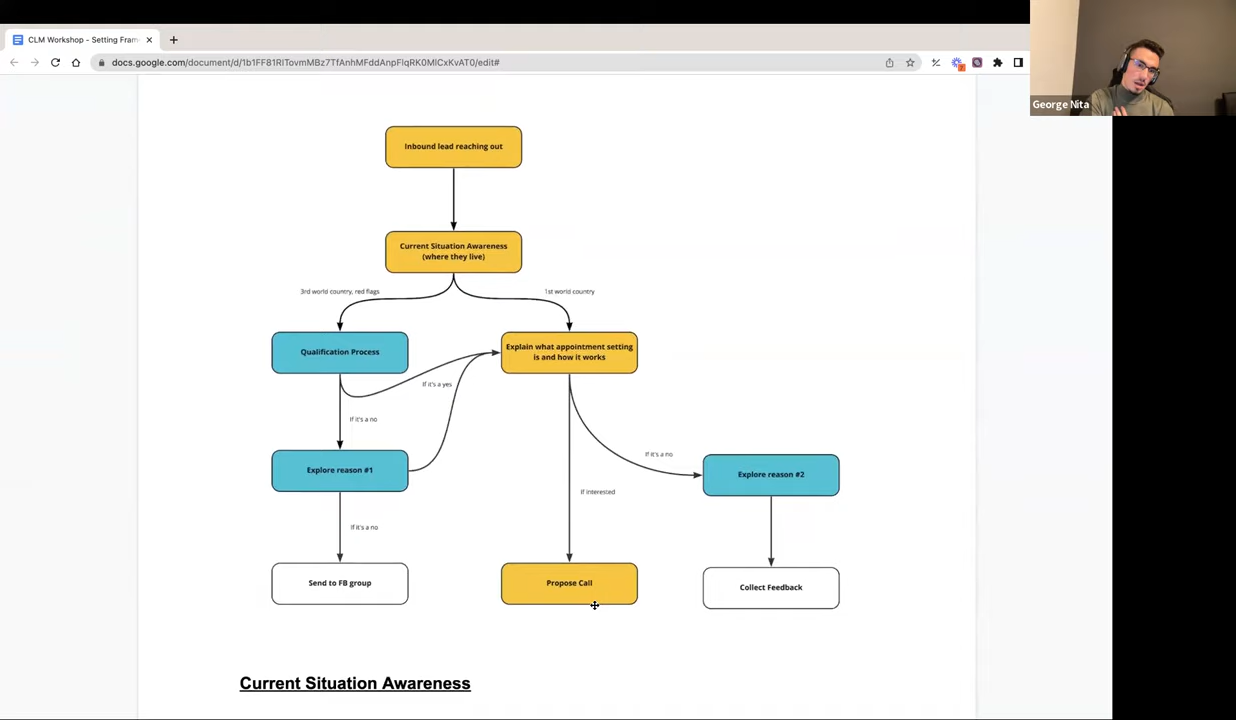 CLM Workshop - Setting Fram
docs.google.com/document/d/1b1FF81RlTovmMBz7TfAnhMFddAnpFlqRK0MlCxKvAT0/edit#
George Nita
Inbound lead reaching out
Current Situation Awareness
(where they live)
3rd world country, red flags
1st world country
Qualification Process
Explain what appointment setting
is and how it works
If it's a yes
If it's a no
If it's a no
Explore reason #1
Explore reason #2
If interested
If it's a no
Send to FB group
Propose Call
Collect Feedback
Current Situation Awareness